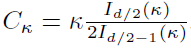 C_κ = κ \frac{I_{d/2}(κ)}{2I_{d/2-1}(κ)}